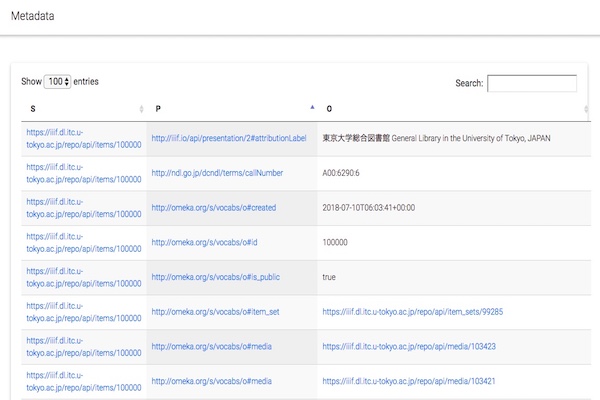 Metadata
Show 100 entries
Search:
S P O
https://iiif.dl.itc.u-
tokyo.ac.jp/repo/api/items/100000
http://iiif.io/api/presentation/2#attributionLabel
東京大学総合図書館 General Library in the University of Tokyo, JAPAN
https://iiif.dl.itc.u-
tokyo.ac.jp/repo/api/items/100000
http://ndl.go.jp/dcndl/terms/callNumber
A00:6290:6
https://iiif.dl.itc.u-
tokyo.ac.jp/repo/api/items/100000
http://omeka.org/s/vocabs/o#created
2018-07-10T06:03:41+00:00
https://iiif.dl.itc.u-
tokyo.ac.jp/repo/api/items/100000
http://omeka.org/s/vocabs/o#id
100000
https://iiif.dl.itc.u-
tokyo.ac.jp/repo/api/items/100000
http://omeka.org/s/vocabs/o#is_public
true
https://iiif.dl.itc.u-
tokyo.ac.jp/repo/api/items/100000
http://omeka.org/s/vocabs/o#item_set
https://iiif.dl.itc.u-tokyo.ac.jp/repo/api/item_sets/99285
https://iiif.dl.itc.u-
tokyo.ac.jp/repo/api/items/100000
http://omeka.org/s/vocabs/o#media
https://iiif.dl.itc.u-tokyo.ac.jp/repo/api/media/103423
https://iiif.dl.itc.u-
tokyo.ac.jp/repo/api/items/100000
http://omeka.org/s/vocabs/o#media
https://iiif.dl.itc.u-tokyo.ac.jp/repo/api/media/103421